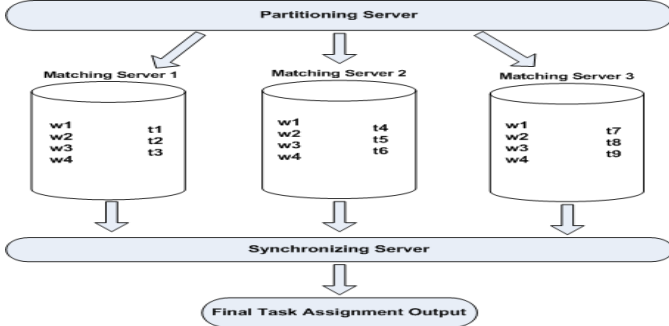 Partitioning Server
Matching Server 1
Matching Server 2
Matching Server 3
w1
w2
w3
w4
t1
t2
t3
w1
w2
w3
w4
t4
t5
t6
w1
w2
w3
w4
t7
t8
t9
Synchronizing Server
Final Task Assignment Output